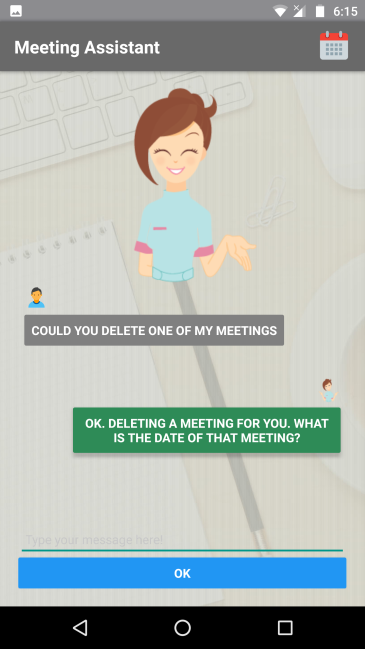 6:15
Meeting Assistant
COULD YOU DELETE ONE OF MY MEETINGS
OK. DELETING A MEETING FOR YOU. WHAT
IS THE DATE OF THAT MEETING?
Type your message here!
OK